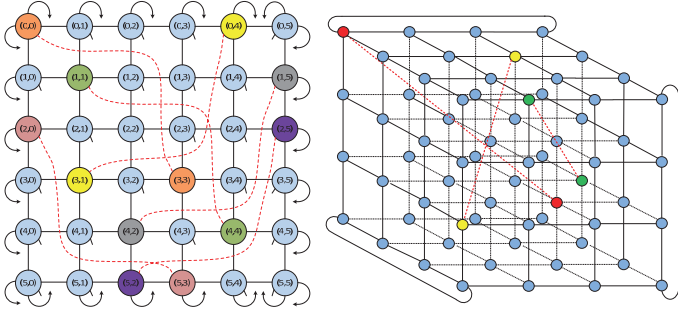 (0,0) (0,1) (0,2) (0,3) (0,4) (0,5)
(1,0) (1,1) (1,2) (1,3) (1,4) (1,5)
(2,0) (2,1) (2,2) (2,3) (2,4) (2,5)
(3,0) (3,1) (3,2) (3,3) (3,4) (3,5)
(4,0) (4,1) (4,2) (4,3) (4,4) (4,5)
(5,0) (5,1) (5,2) (5,3) (5,4) (5,5)